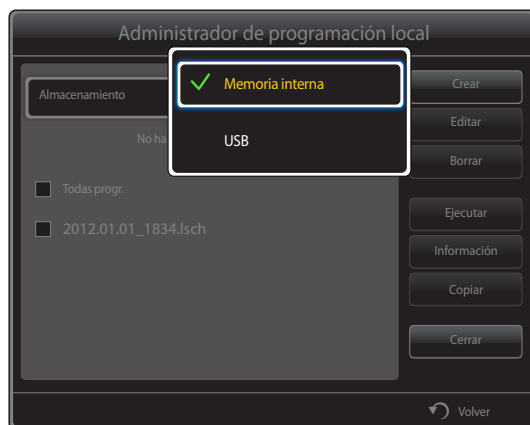 Administrador de programación local
Almacenamiento
Memoria interna
USB
No ha
Todas progr.
2012.01.01_1834.lsch
Crear
Editar
Borrar
Ejecutar
Información
Copiar
Cerrar
Volver